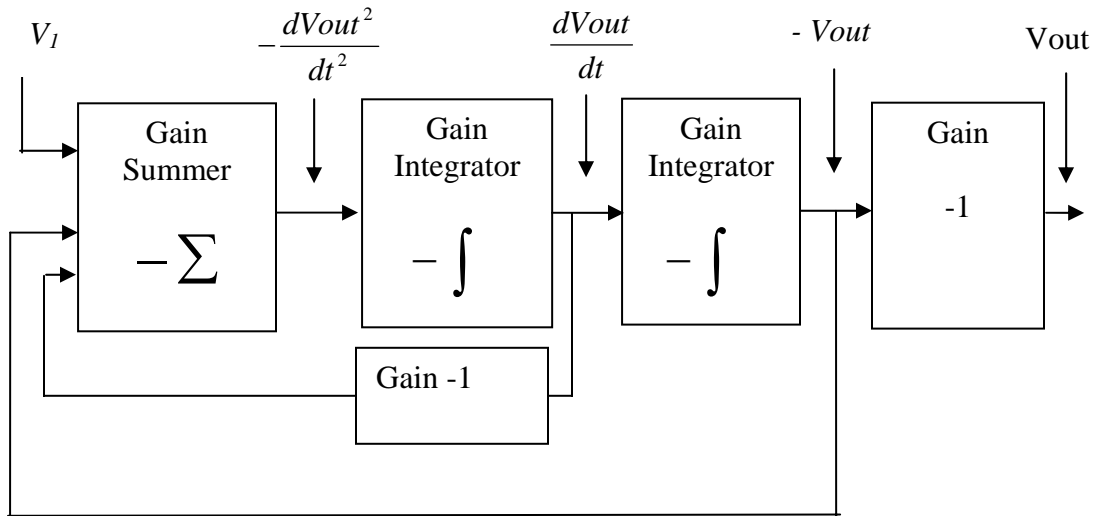 V1
−dVout²/dt²
dVout/dt
- Vout
Vout
Gain
Summer
−∑
Gain
Integrator
−∫
Gain
Integrator
−∫
Gain
-1
Gain -1